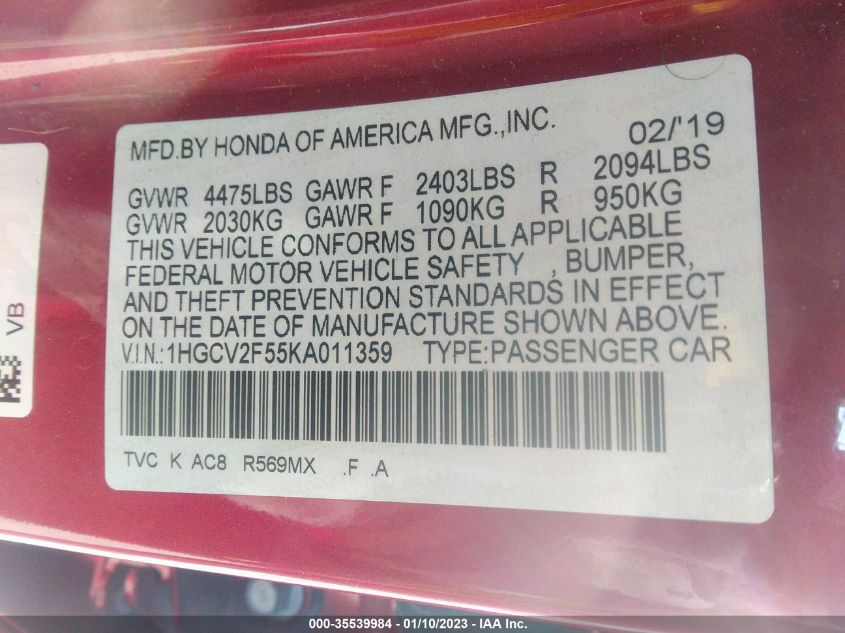 MFD.BY HONDA OF AMERICA MFG.,INC. 02/'19
GVWR 4475LBS GAWR F 2403LBS R 2094LBS
GVWR 2030KG GAWR F 1090KG R 950KG
THIS VEHICLE CONFORMS TO ALL APPLICABLE
FEDERAL MOTOR VEHICLE SAFETY , BUMPER,
AND THEFT PREVENTION STANDARDS IN EFFECT
ON THE DATE OF MANUFACTURE SHOWN ABOVE.
V.I.N.:1HGCV2F55KA011359 TYPE:PASSENGER CAR
TVC K AC8 R569MX .F .A
VB
000-35539984 - 01/10/2023 - IAA Inc.